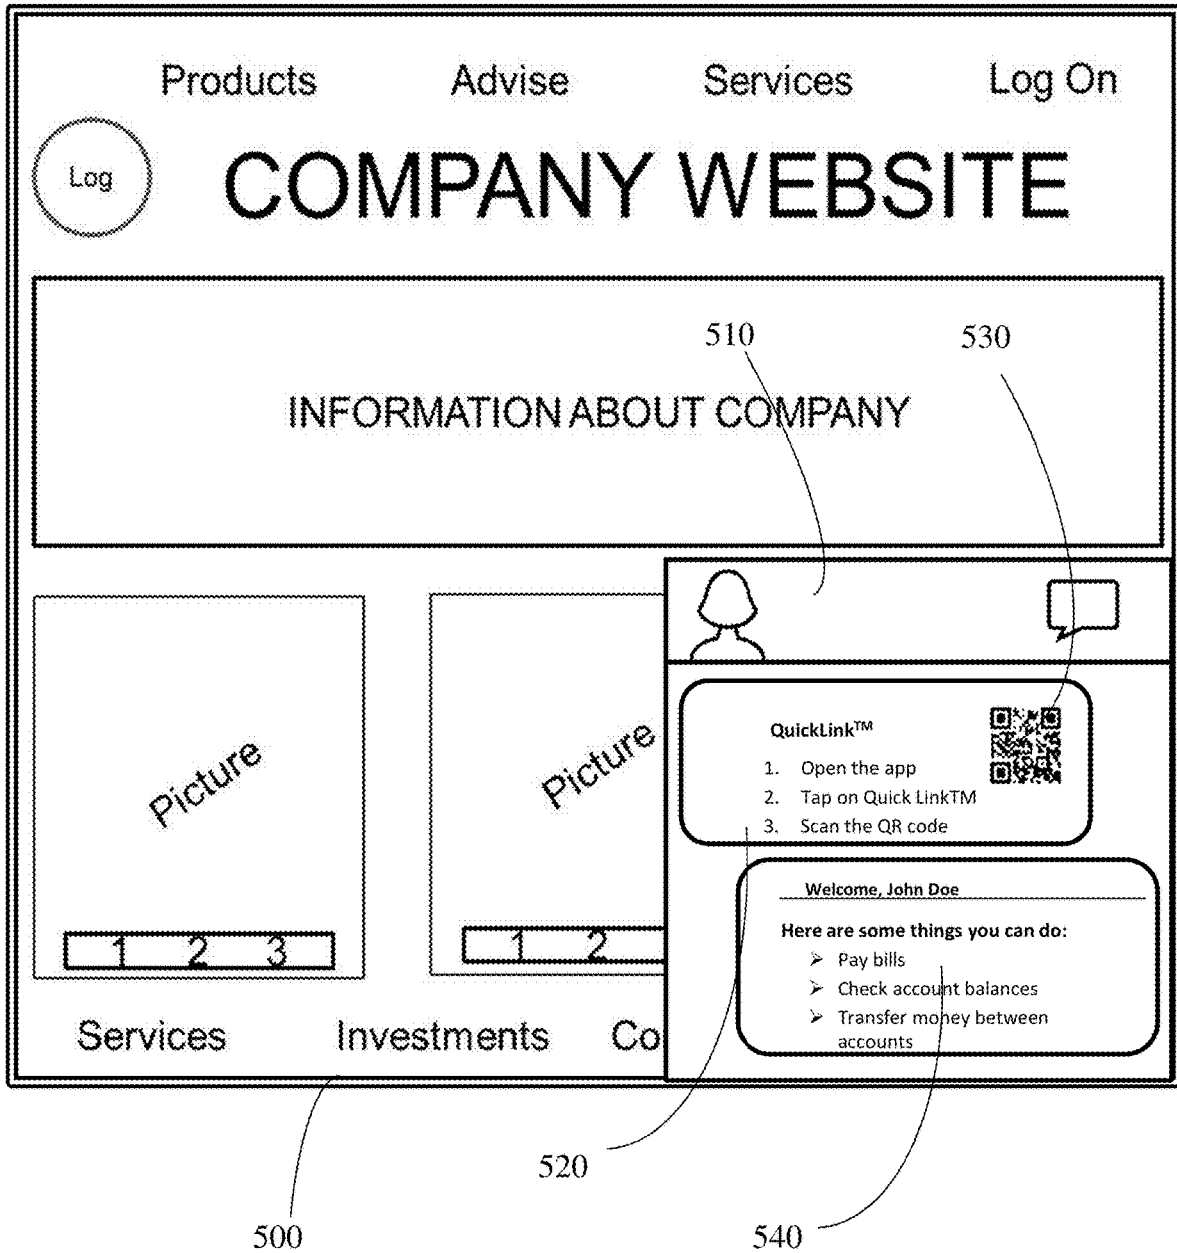 Products Advise Services Log On
Log
COMPANY WEBSITE
510 530
INFORMATION ABOUT COMPANY
Picture
Picture
1 2 3
1 2
Services Investments Co
QuickLink™
1. Open the app
2. Tap on Quick LinkTM
3. Scan the QR code
Welcome, John Doe
Here are some things you can do:
➢ Pay bills
➢ Check account balances
➢ Transfer money between
accounts
520
500 540